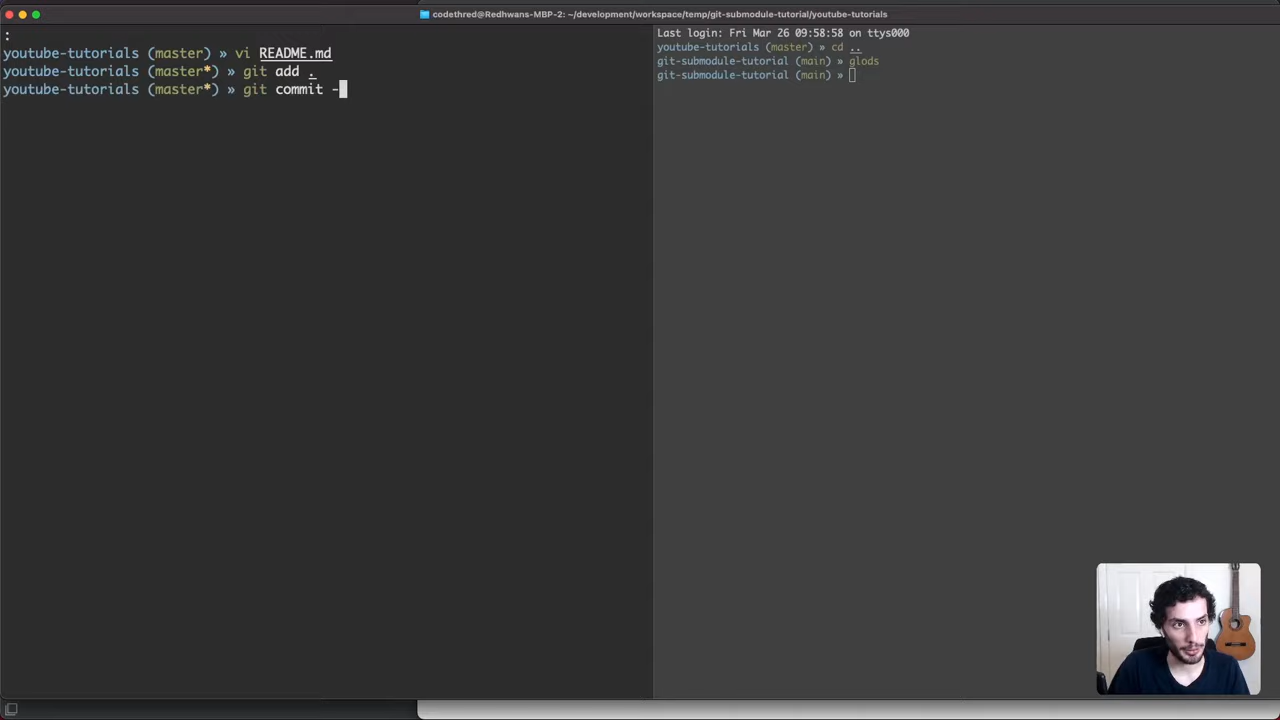 codethred@Redhwans-MBP-2: ~/development/workspace/temp/git-submodule-tutorial/youtube-tutorials
:
youtube-tutorials (master) » vi README.md
youtube-tutorials (master*) » git add .
youtube-tutorials (master*) » git commit -
Last login: Fri Mar 26 09:58:58 on ttys000
youtube-tutorials (master) » cd ..
git-submodule-tutorial (main) » glods
git-submodule-tutorial (main) »